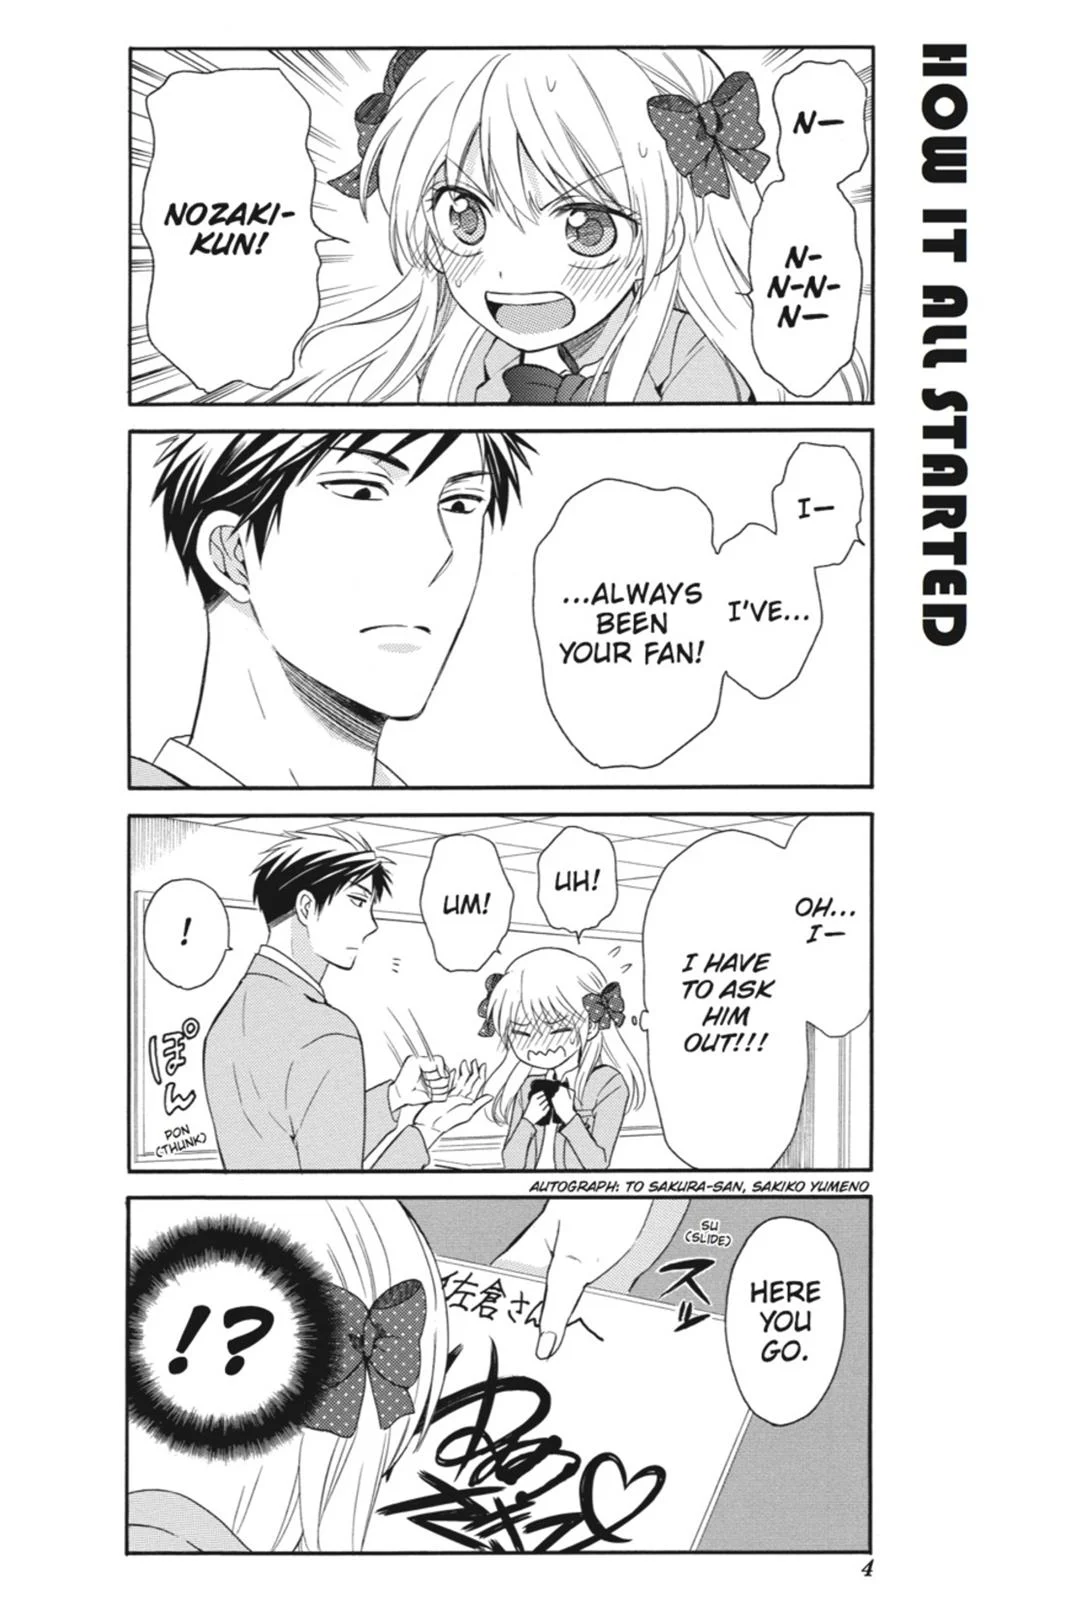 HOW IT ALL STARTED
N—
N-
N-N-
N—
NOZAKI-
KUN!
I—
I'VE...
...ALWAYS
BEEN
YOUR FAN!
OH...
I—
I HAVE
TO ASK
HIM
OUT!!!
UH!
UM!
!
ぽん
PON
(THUNK)
AUTOGRAPH: TO SAKURA-SAN, SAKIKO YUMENO
HERE
YOU
GO.
SU
(SLIDE)
スッ
佐倉さんへ
!?
4